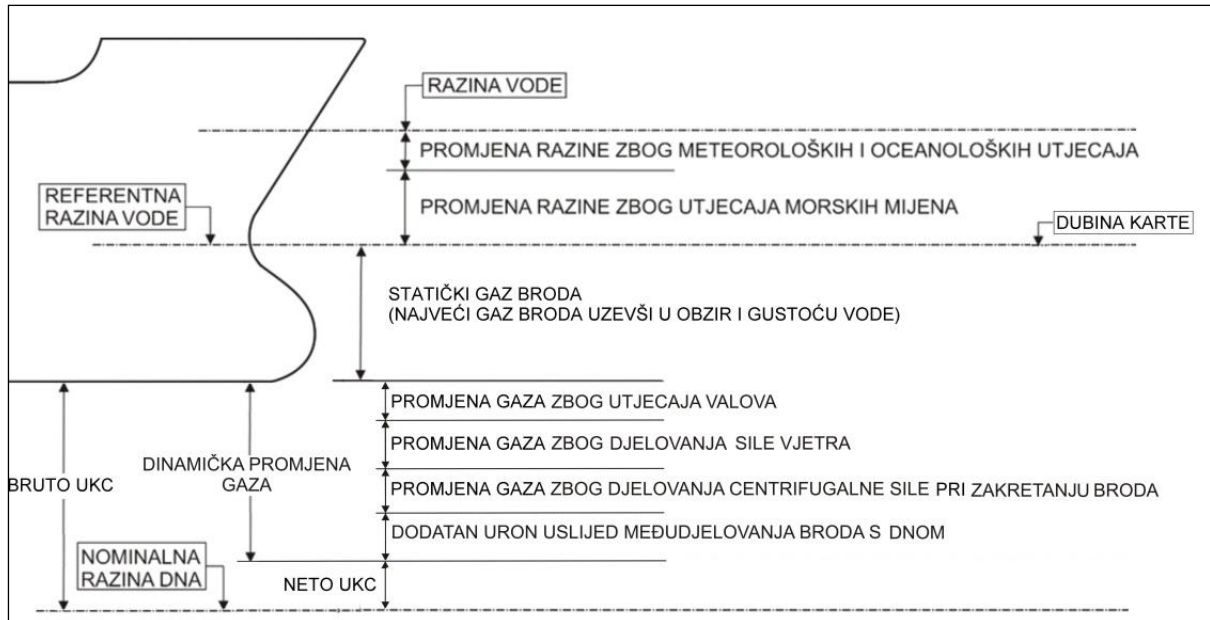 RAZINA VODE
PROMJENA RAZINE ZBOG METEOROLOŠKIH I OCEANOLOŠKIH UTJECAJA
REFERENTNA
RAZINA VODE
PROMJENA RAZINE ZBOG UTJECAJA MORSKIH MIJENA
DUBINA KARTE
STATIČKI GAZ BRODA
(NAJVEĆI GAZ BRODA UZEVŠI U OBZIR I GUSTOĆU VODE)
PROMJENA GAZA ZBOG UTJECAJA VALOVA
PROMJENA GAZA ZBOG DJELOVANJA SILE VJETRA
DINAMIČKA PROMJENA
GAZA
BRUTO UKC
PROMJENA GAZA ZBOG DJELOVANJA CENTRIFUGALNE SILE PRI ZAKRETANJU BRODA
DODATAN URON USLIJED MEĐUDJELOVANJA BRODA S DNOM
NOMINALNA
RAZINA DNA
NETO UKC